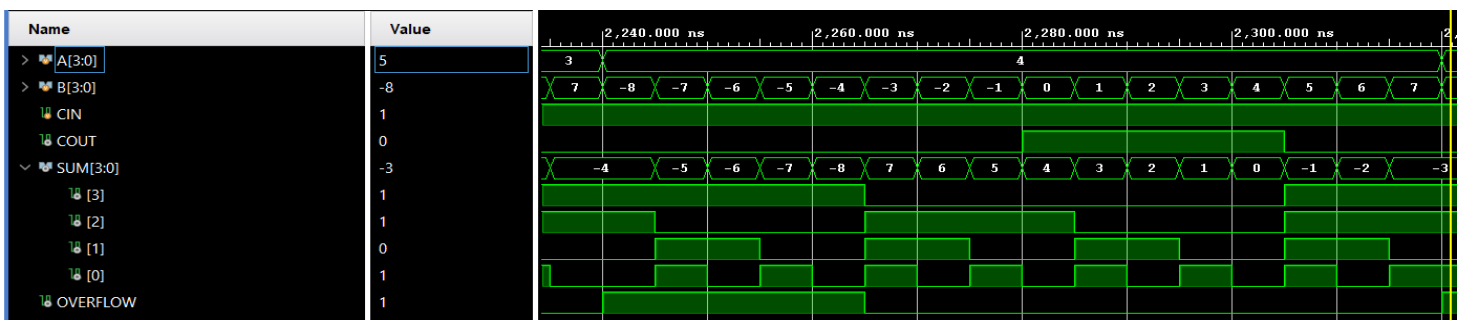 Name Value
2,240.000 ns 2,260.000 ns 2,280.000 ns 2,300.000 ns 2,
A[3:0] 5 3 4
B[3:0] -8 7 -8 -7 -6 -5 -4 -3 -2 -1 0 1 2 3 4 5 6 7
CIN 1
COUT 0
SUM[3:0] -3 -4 -5 -6 -7 -8 7 6 5 4 3 2 1 0 -1 -2 -3
[3] 1
[2] 1
[1] 0
[0] 1
OVERFLOW 1